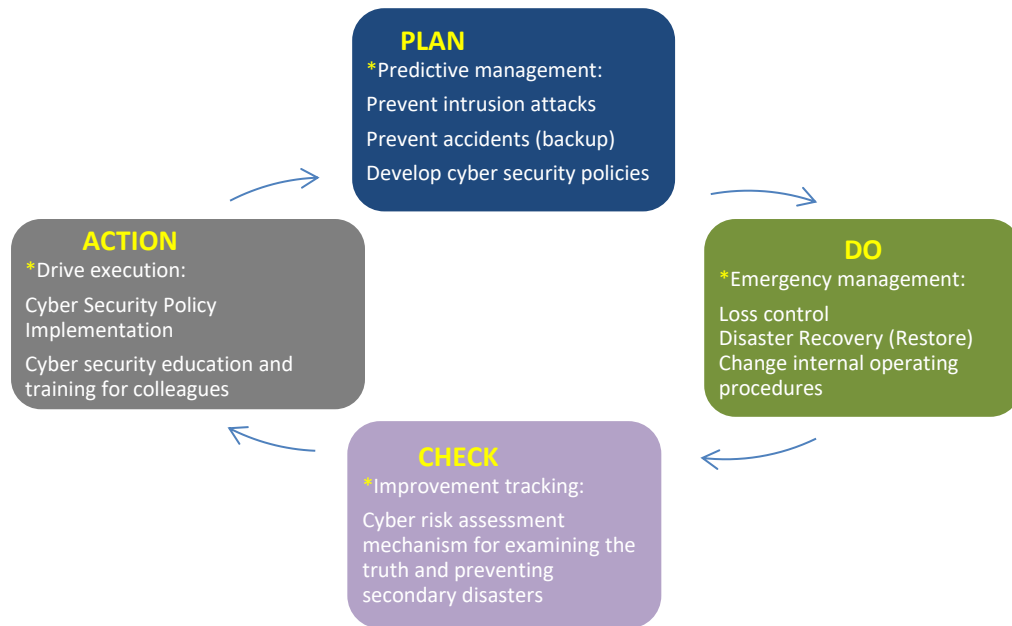 PLAN
*Predictive management:
Prevent intrusion attacks
Prevent accidents (backup)
Develop cyber security policies
DO
*Emergency management:
Loss control
Disaster Recovery (Restore)
Change internal operating
procedures
CHECK
*Improvement tracking:
Cyber risk assessment
mechanism for examining the
truth and preventing
secondary disasters
ACTION
*Drive execution:
Cyber Security Policy
Implementation
Cyber security education and
training for colleagues